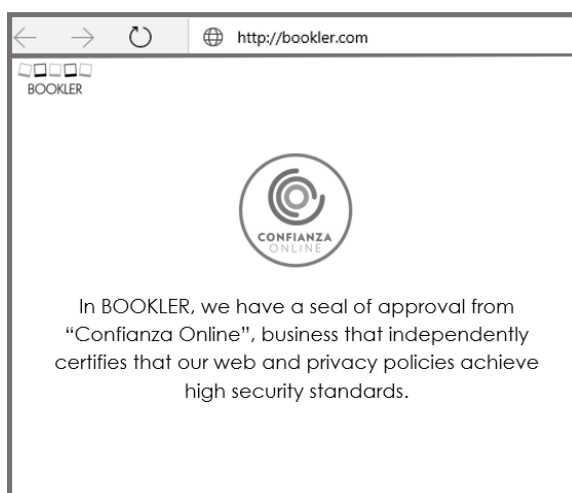 http://bookler.com
BOOKLER
CONFIANZA
ONLINE
In BOOKLER, we have a seal of approval from
“Confianza Online”, business that independently
certifies that our web and privacy policies achieve
high security standards.